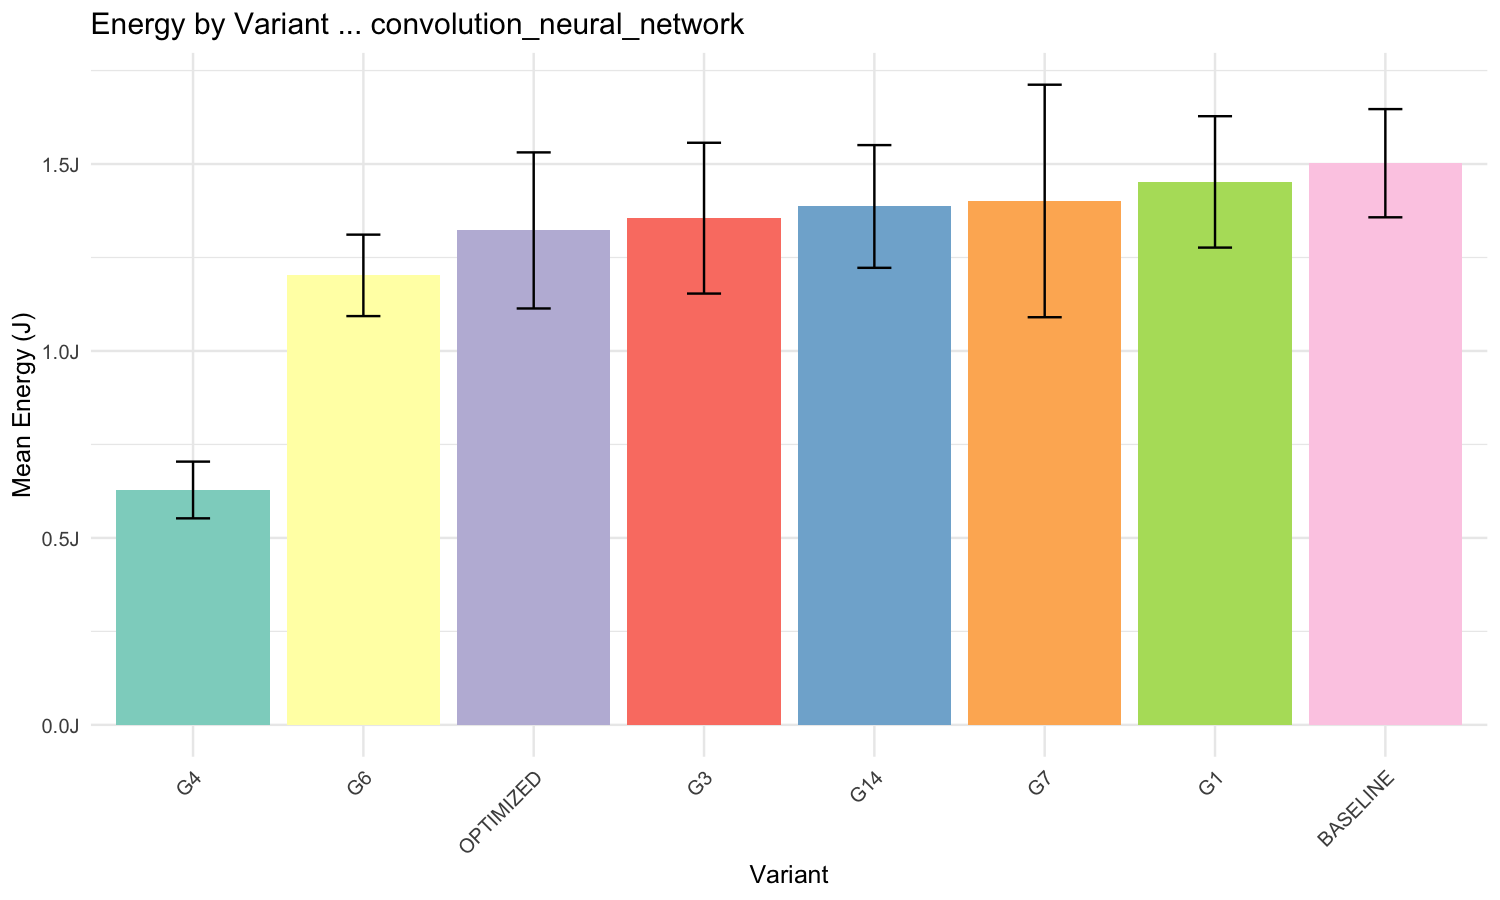 Energy by Variant ... convolution_neural_network
Mean Energy (J)
1.5J
1.0J
0.5J
0.0J
G4
G6
OPTIMIZED
G3
G14
G7
G1
BASELINE
Variant